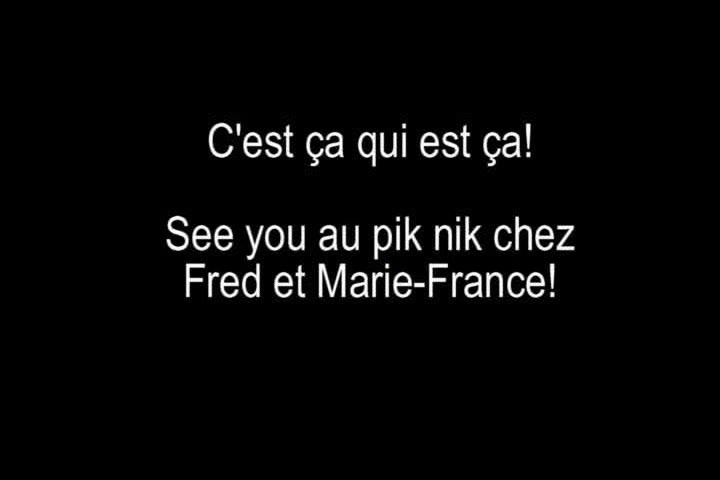 C'est ça qui est ça!
See you au pik nik chez
Fred et Marie-France!